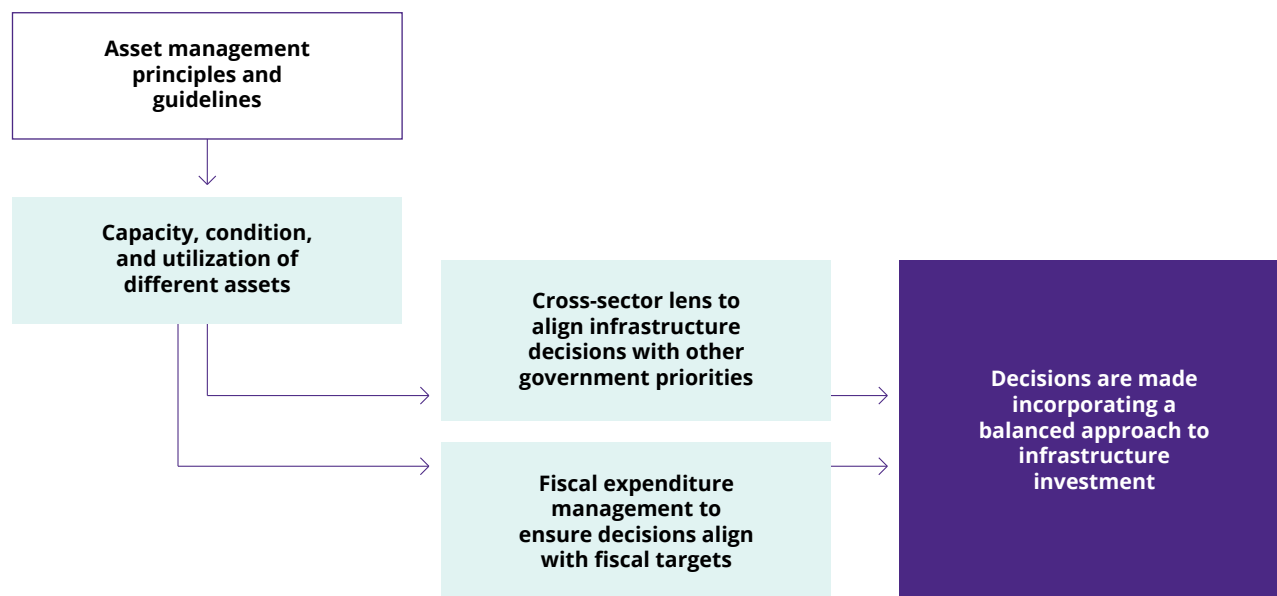 Asset management
principles and
guidelines
Capacity, condition,
and utilization of
different assets
Cross-sector lens to
align infrastructure
decisions with other
government priorities
Fiscal expenditure
management to
ensure decisions align
with fiscal targets
Decisions are made
incorporating a
balanced approach to
infrastructure
investment